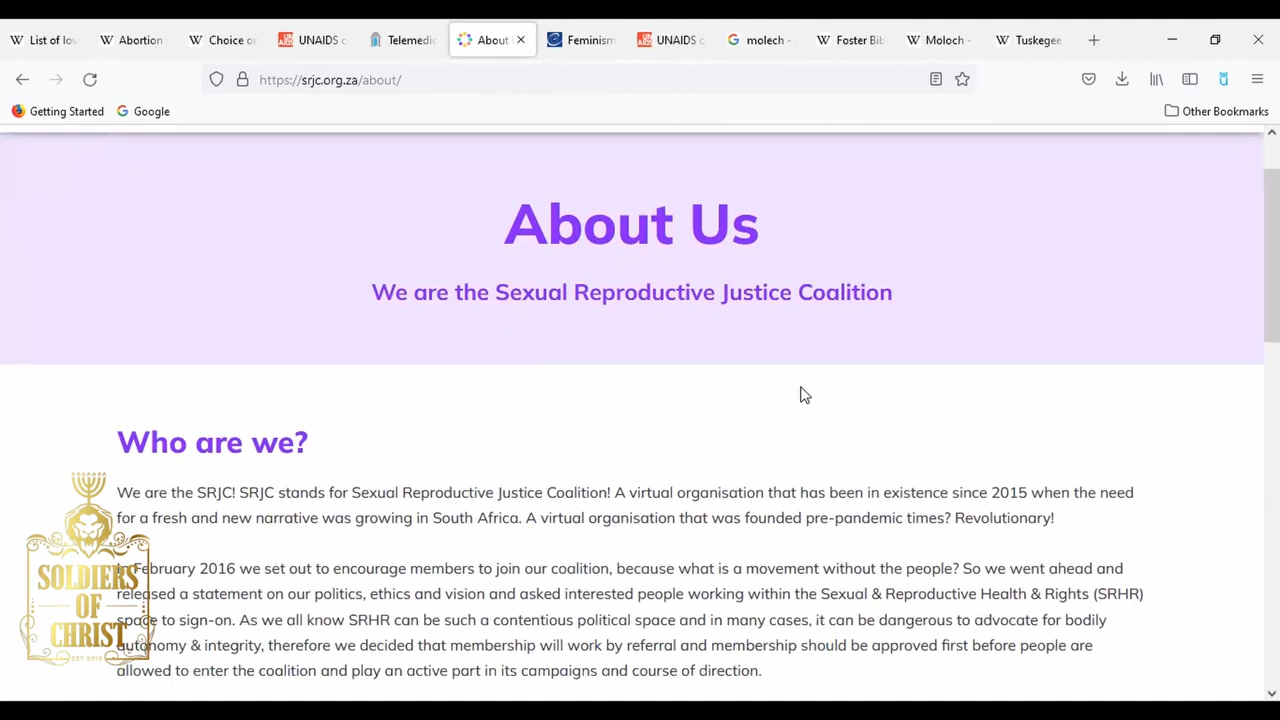 List of lo
Abortion
Choice on
UNAIDS c
Telemedic
About
Feminism
UNAIDS c
molech -
Foster Bib
Moloch -
Tuskegee
https://srjc.org.za/about/
Getting Started
Google
Other Bookmarks
About Us
We are the Sexual Reproductive Justice Coalition
Who are we?
We are the SRJC! SRJC stands for Sexual Reproductive Justice Coalition! A virtual organisation that has been in existence since 2015 when the need
for a fresh and new narrative was growing in South Africa. A virtual organisation that was founded pre-pandemic times? Revolutionary!
In February 2016 we set out to encourage members to join our coalition, because what is a movement without the people? So we went ahead and
released a statement on our politics, ethics and vision and asked interested people working within the Sexual & Reproductive Health & Rights (SRHR)
space to sign-on. As we all know SRHR can be such a contentious political space and in many cases, it can be dangerous to advocate for bodily
autonomy & integrity, therefore we decided that membership will work by referral and membership should be approved first before people are
allowed to enter the coalition and play an active part in its campaigns and course of direction.
SOLDIERS
OF
CHRIST